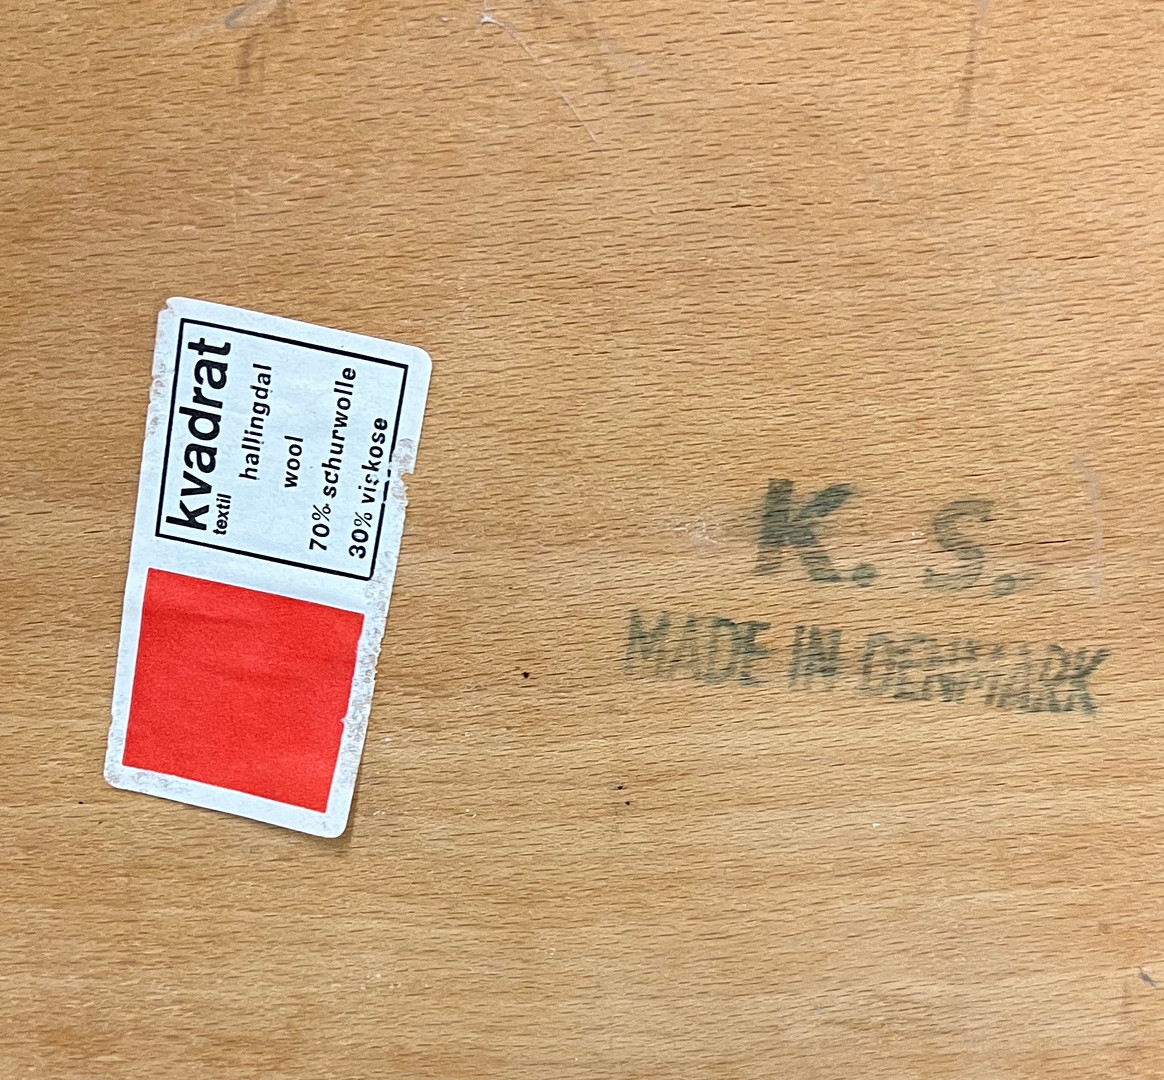 kvadrat
textil
hallingdal
wool
70% schurwolle
30% viskose
K. S.
MADE IN DENMARK